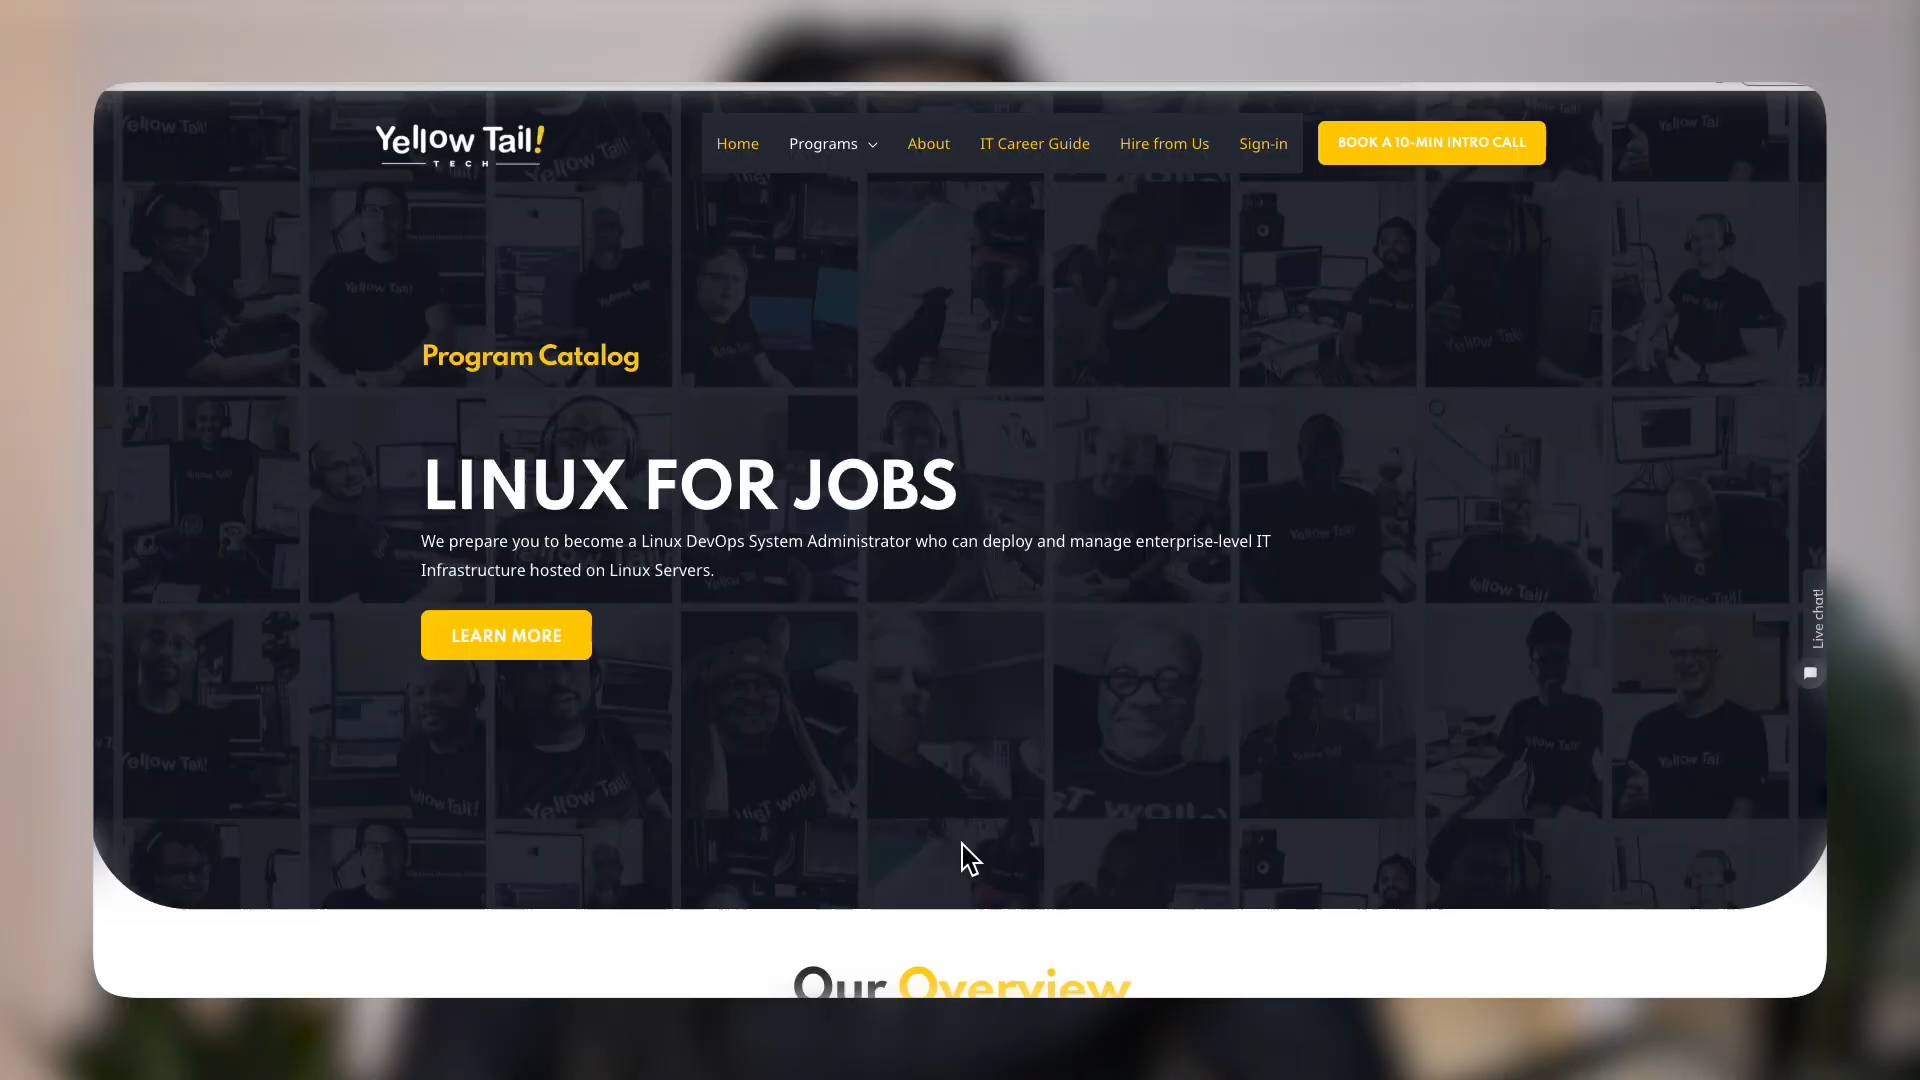 Yellow Tail!
TECH
Home
Programs
About
IT Career Guide
Hire from Us
Sign-in
BOOK A 10-MIN INTRO CALL
Program Catalog
LINUX FOR JOBS
We prepare you to become a Linux DevOps System Administrator who can deploy and manage enterprise-level IT
Infrastructure hosted on Linux Servers.
LEARN MORE
Live chat!
Our Overview